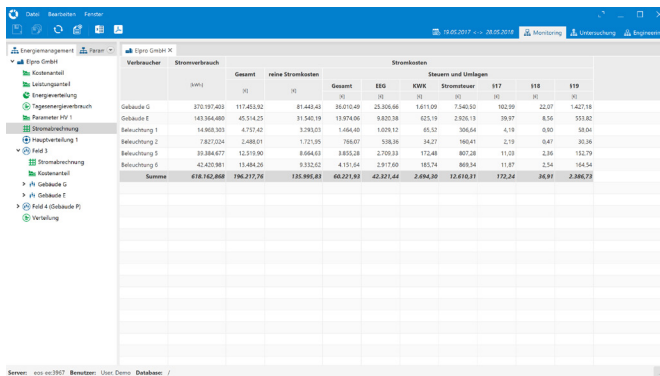 Datei Bearbeiten Fenster
19.05.2017 <-> 28.05.2018 Monitoring Untersuchung Engineering
Energiemanagement Param
Elpro GmbH
Kostenanteil
Leistungsanteil
Energieverteilung
Tagesenergieverbrauch
Parameter HV 1
Stromabrechnung
Hauptverteilung 1
Feld 3
Stromabrechnung
Kostenanteil
Gebäude G
Gebäude E
Feld 4 (Gebäude P)
Verteilung
Elpro GmbH X
Verbraucher Stromverbrauch Stromkosten
Gesamt reine Stromkosten Steuern und Umlagen
[kWh] [€] [€] Gesamt EEG KWK Stromsteuer §17 §18 §19
[€] [€] [€] [€] [€] [€] [€]
Gebäude G 370.197,403 117.453,92 81.443,43 36.010,49 25.306,66 1.611,09 7.540,50 102,99 22,07 1.427,18
Gebäude E 143.364,480 45.514,25 31.540,19 13.974,06 9.820,38 625,19 2.926,13 39,97 8,56 553,82
Beleuchtung 1 14.968,303 4.757,42 3.293,03 1.464,40 1.029,12 65,52 306,64 4,19 0,90 58,04
Beleuchtung 2 7.827,024 2.488,01 1.721,95 766,07 538,36 34,27 160,41 2,19 0,47 30,36
Beleuchtung 5 39.384,677 12.519,90 8.664,63 3.855,28 2.709,33 172,48 807,28 11,03 2,36 152,79
Beleuchtung 6 42.420,981 13.484,26 9.332,62 4.151,64 2.917,60 185,74 869,34 11,87 2,54 164,54
Summe 618.162,868 196.217,76 135.995,83 60.221,93 42.321,44 2.694,30 12.610,31 172,24 36,91 2.386,73
Server: eos ee:3967 Benutzer: User, Demo Database: /